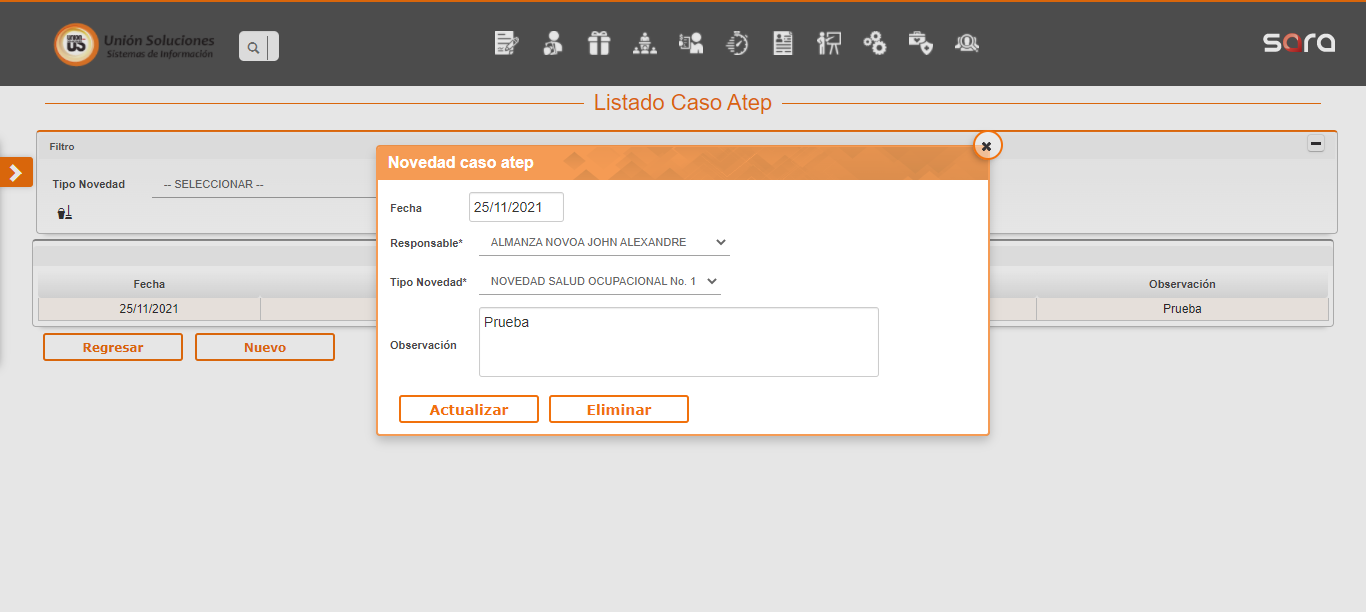 Unión Soluciones
Sistemas de Información
sara
Listado Caso Atep
Filtro
Tipo Novedad
-- SELECCIONAR --
Novedad caso atep
Fecha
25/11/2021
Responsable*
ALMANZA NOVOA JOHN ALEXANDRE
Tipo Novedad*
NOVEDAD SALUD OCUPACIONAL No. 1
Observación
Prueba
Actualizar
Eliminar
Fecha
Observación
25/11/2021
Prueba
Regresar
Nuevo